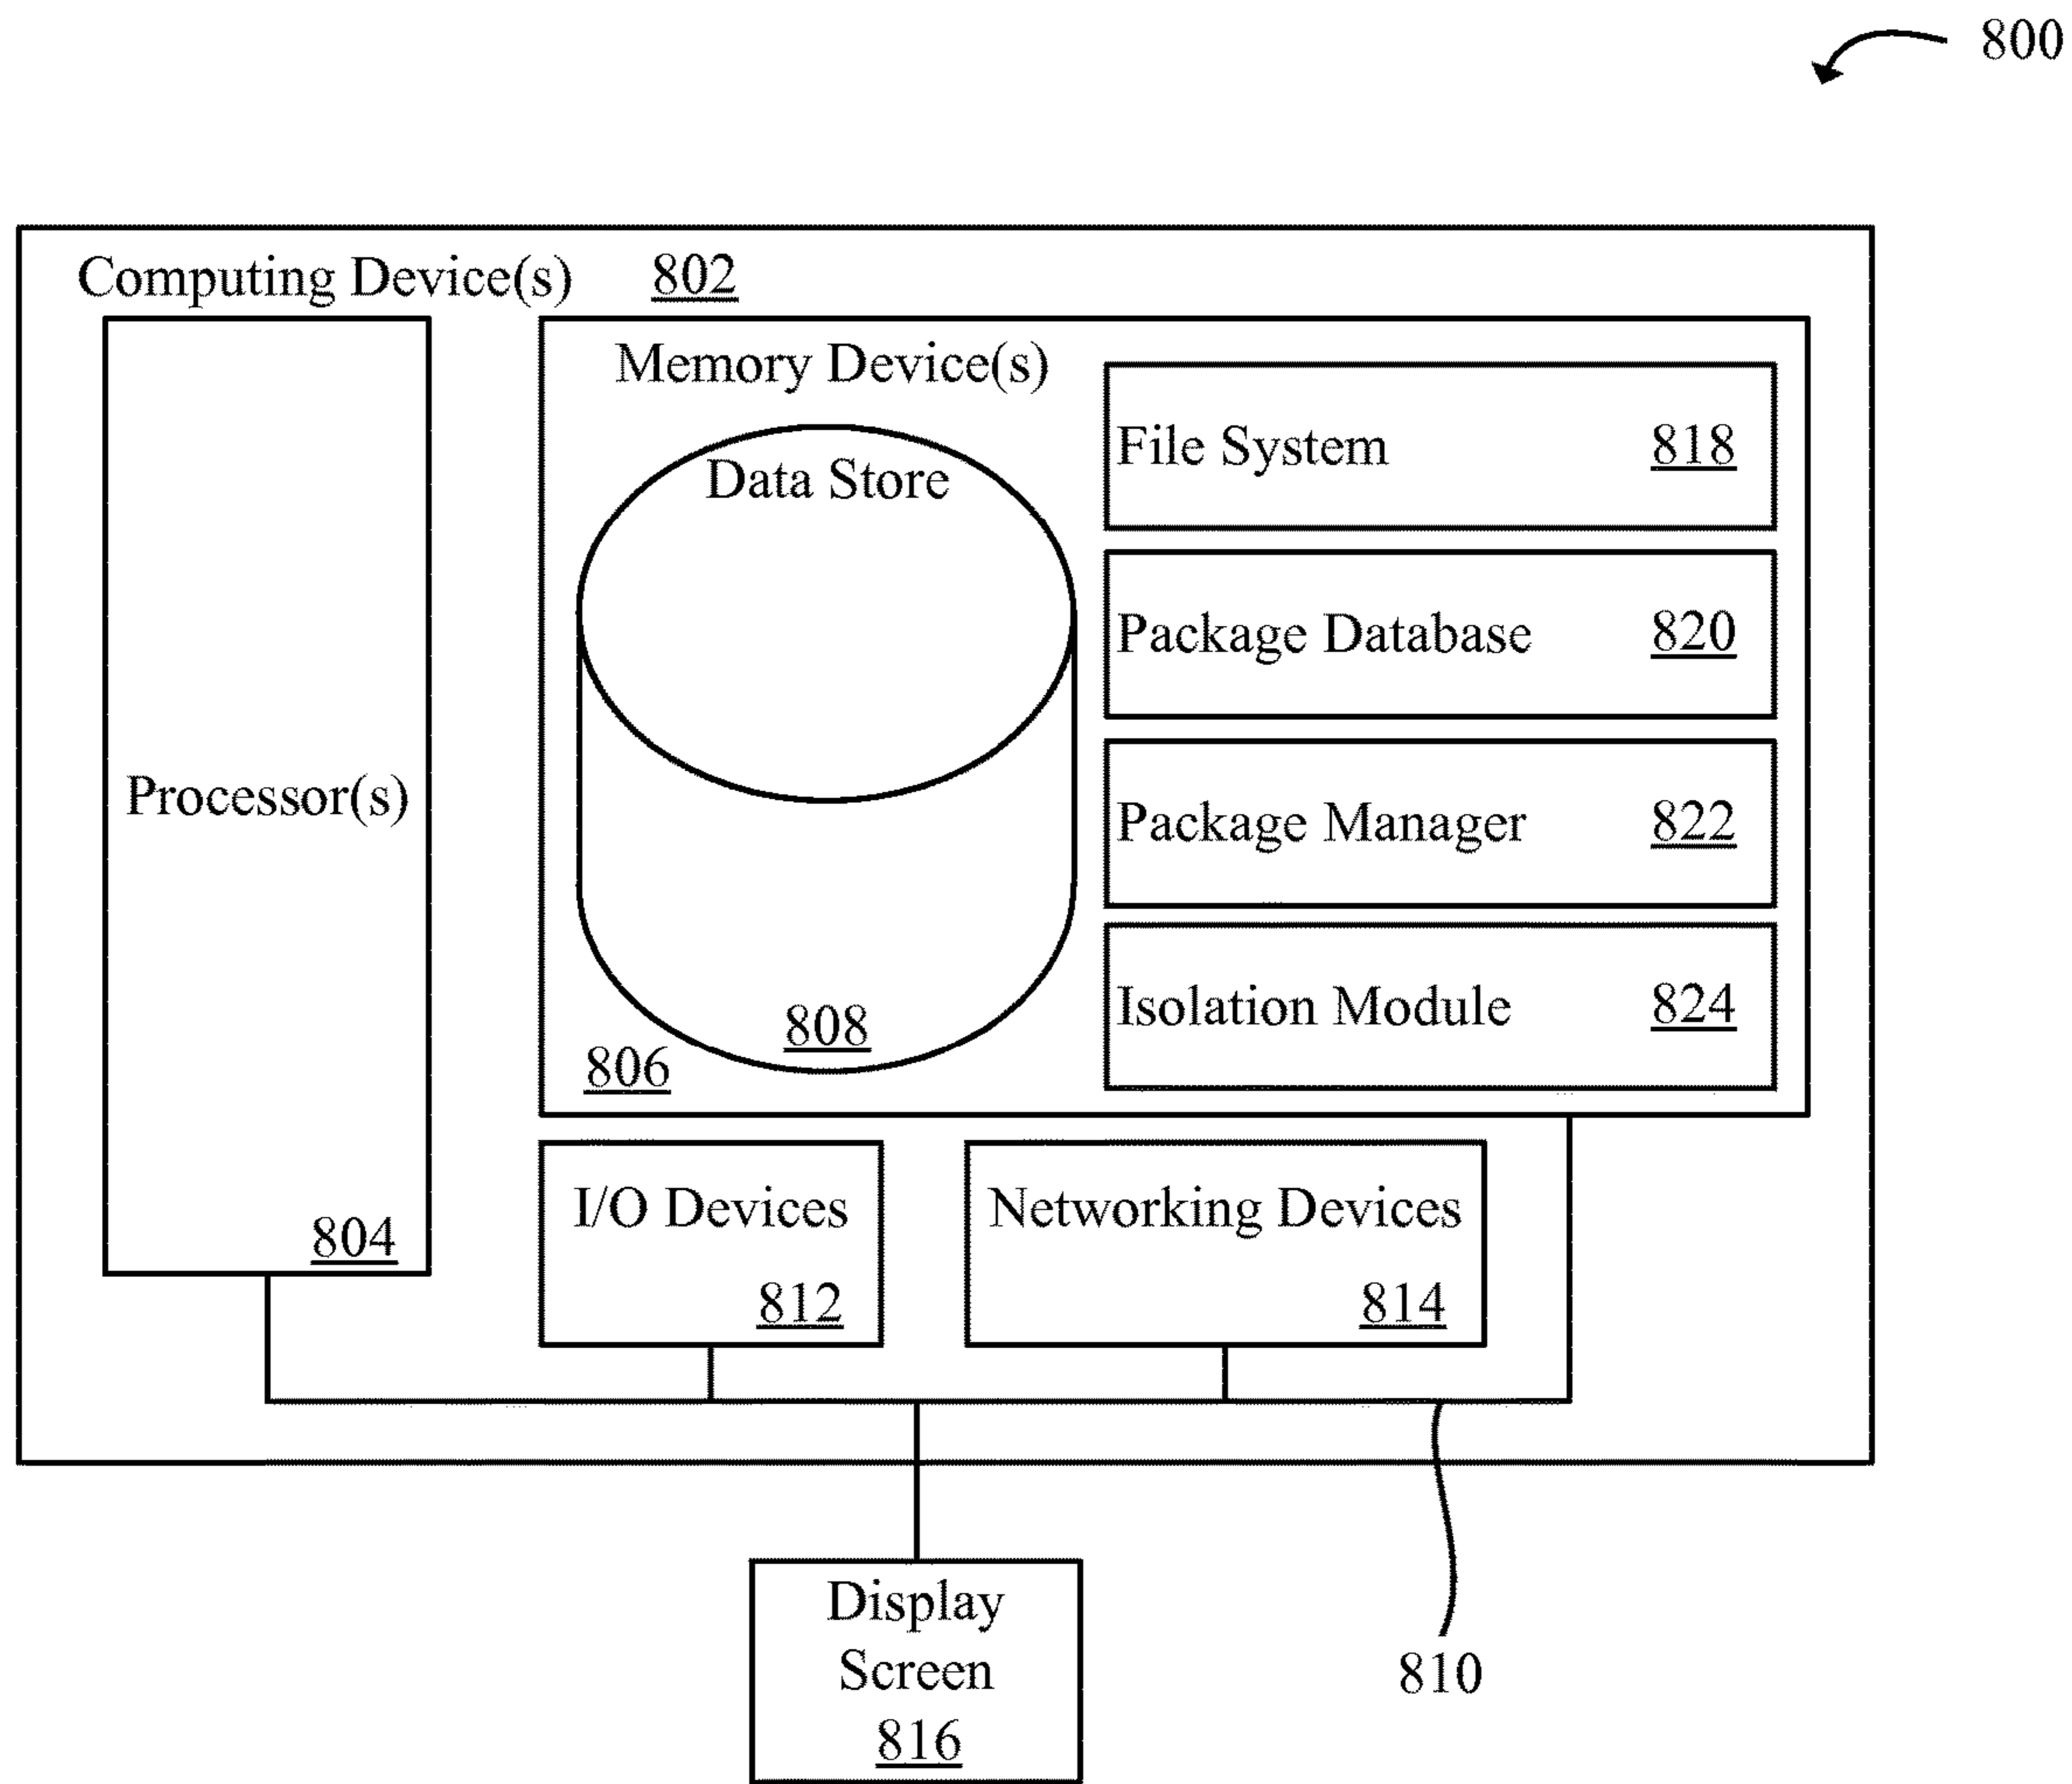 800
Computing Device(s) 802
Memory Device(s)
Data Store
File System 818
Package Database 820
Processor(s)
Package Manager 822
Isolation Module 824
808
806
I/O Devices
Networking Devices
804
812
814
Display
Screen
816
810